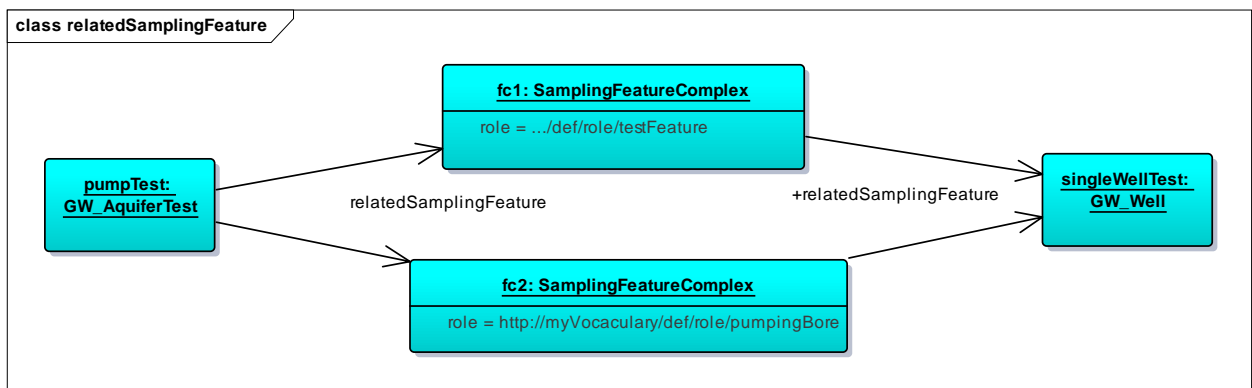 class relatedSamplingFeature
fc1: SamplingFeatureComplex
role = .../def/role/testFeature
pumpTest:
GW_AquiferTest
relatedSamplingFeature
+relatedSamplingFeature
singleWellTest:
GW_Well
fc2: SamplingFeatureComplex
role = http://myVocaculary/def/role/pumpingBore